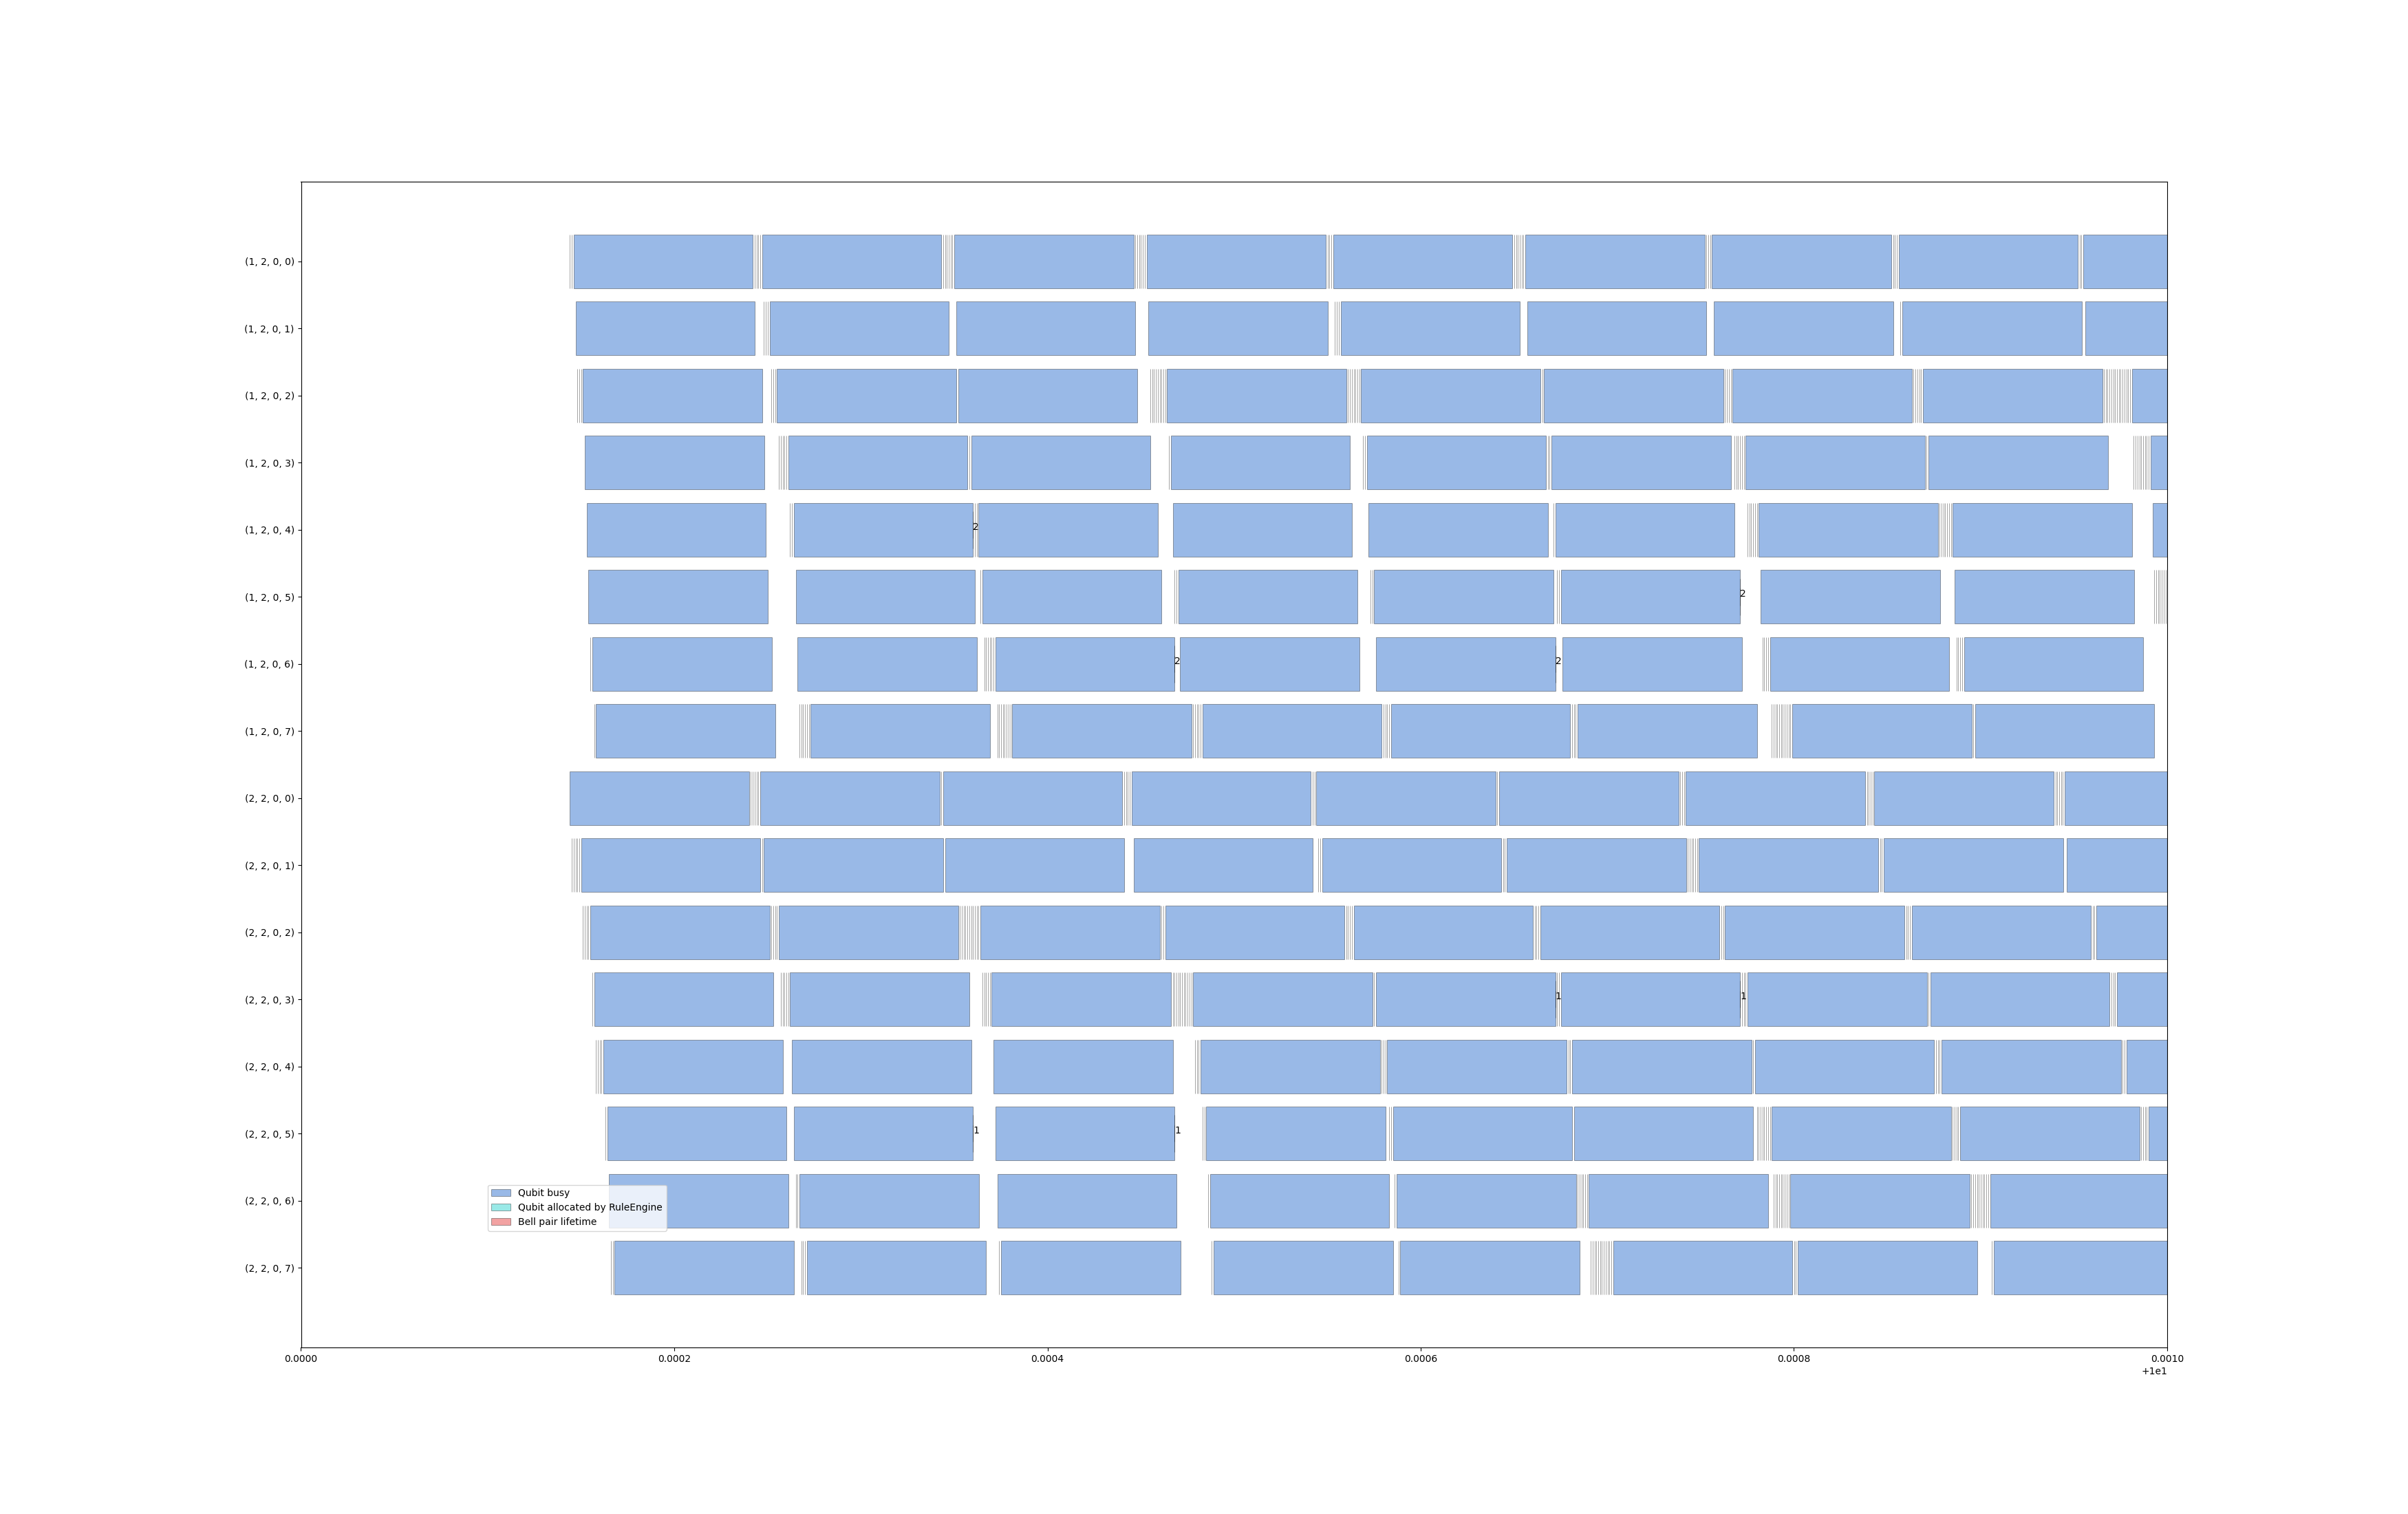 (1, 2, 0, 0)
(1, 2, 0, 1)
(1, 2, 0, 2)
(1, 2, 0, 3)
(1, 2, 0, 4)
2
(1, 2, 0, 5)
2
(1, 2, 0, 6)
2
2
(1, 2, 0, 7)
(2, 2, 0, 0)
(2, 2, 0, 1)
(2, 2, 0, 2)
(2, 2, 0, 3)
1
1
(2, 2, 0, 4)
(2, 2, 0, 5)
1
1
(2, 2, 0, 6)
Qubit busy
Qubit allocated by RuleEngine
Bell pair lifetime
(2, 2, 0, 7)
0.0000
0.0002
0.0004
0.0006
0.0008
0.0010
+1e1